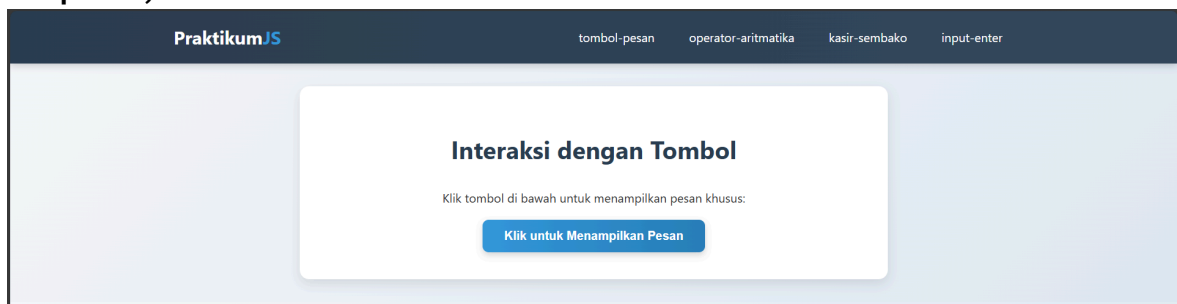 PraktikumJS tombol-pesan operator-aritmatika kasir-sembako input-enter
Interaksi dengan Tombol
Klik tombol di bawah untuk menampilkan pesan khusus:
Klik untuk Menampilkan Pesan